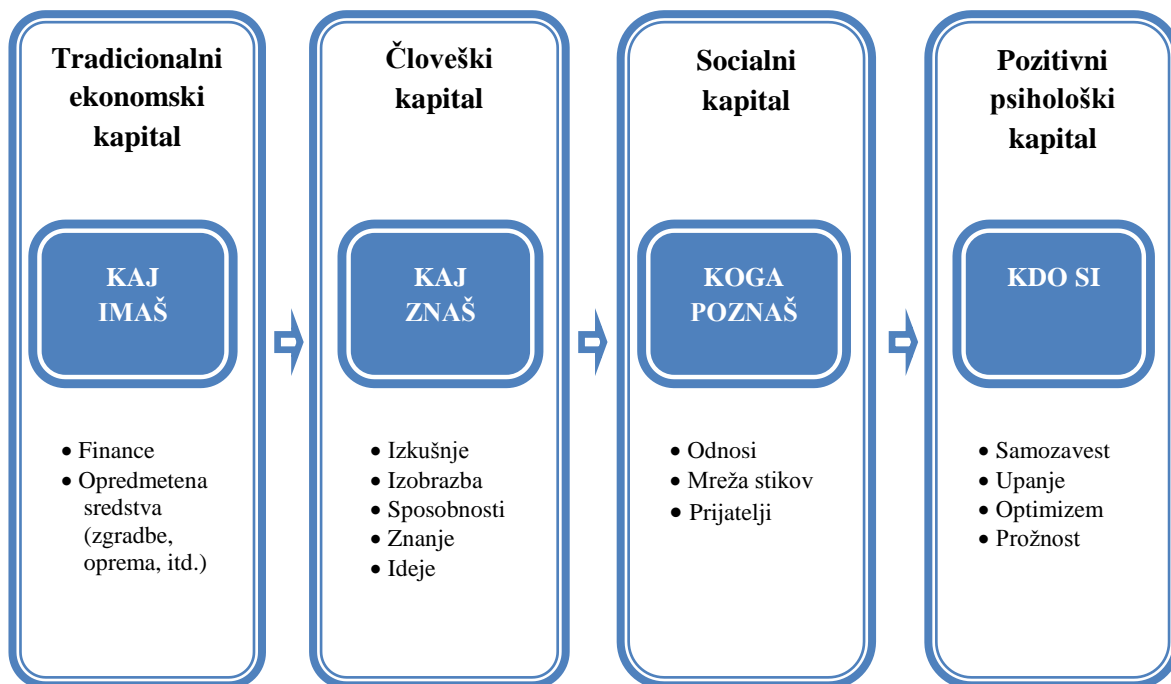 Tradicionalni
ekonomski
kapital
KAJ
IMAŠ
• Finance
• Opredmetena
sredstva
(zgradbe,
oprema, itd.)
Človeški
kapital
KAJ
ZNAŠ
• Izkušnje
• Izobrazba
• Sposobnosti
• Znanje
• Ideje
Socialni
kapital
KOGA
POZNAŠ
• Odnosi
• Mreža stikov
• Prijatelji
Pozitivni
psihološki
kapital
KDO SI
• Samozavest
• Upanje
• Optimizem
• Prožnost